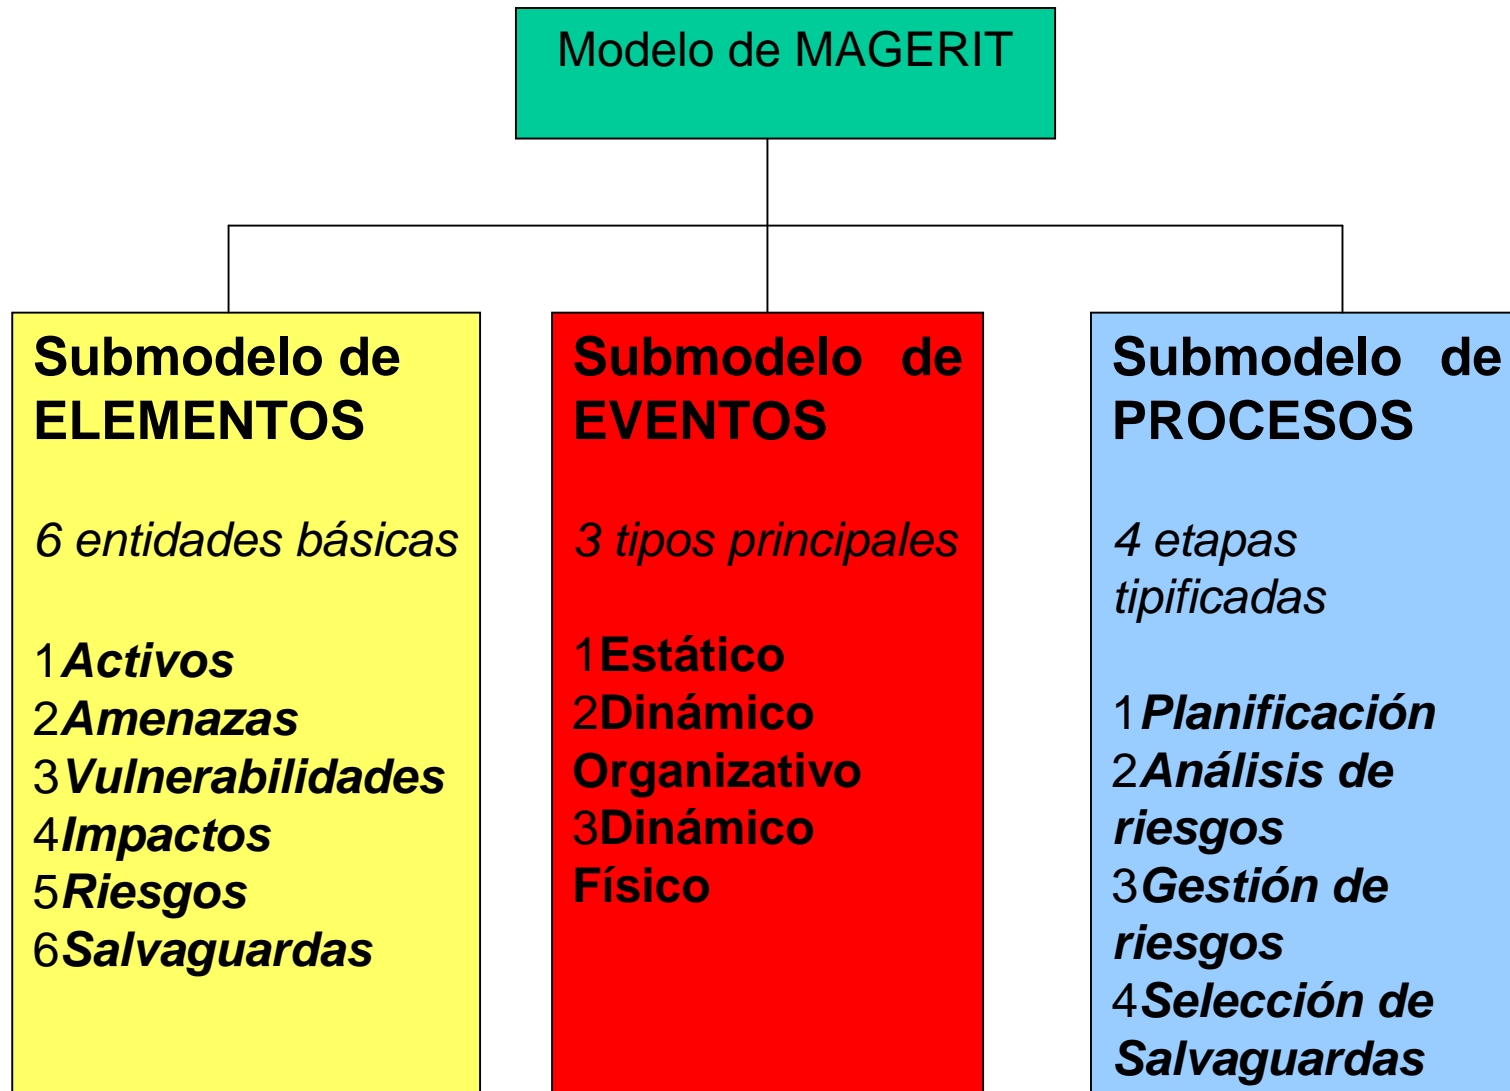 Modelo de MAGERIT
Submodelo de
ELEMENTOS
6 entidades básicas
1Activos
2Amenazas
3Vulnerabilidades
4Impactos
5Riesgos
6Salvaguardas
Submodelo de
EVENTOS
3 tipos principales
1Estático
2Dinámico
Organizativo
3Dinámico
Físico
Submodelo de
PROCESOS
4 etapas
tipificadas
1Planificación
2Análisis de
riesgos
3Gestión de
riesgos
4Selección de
Salvaguardas